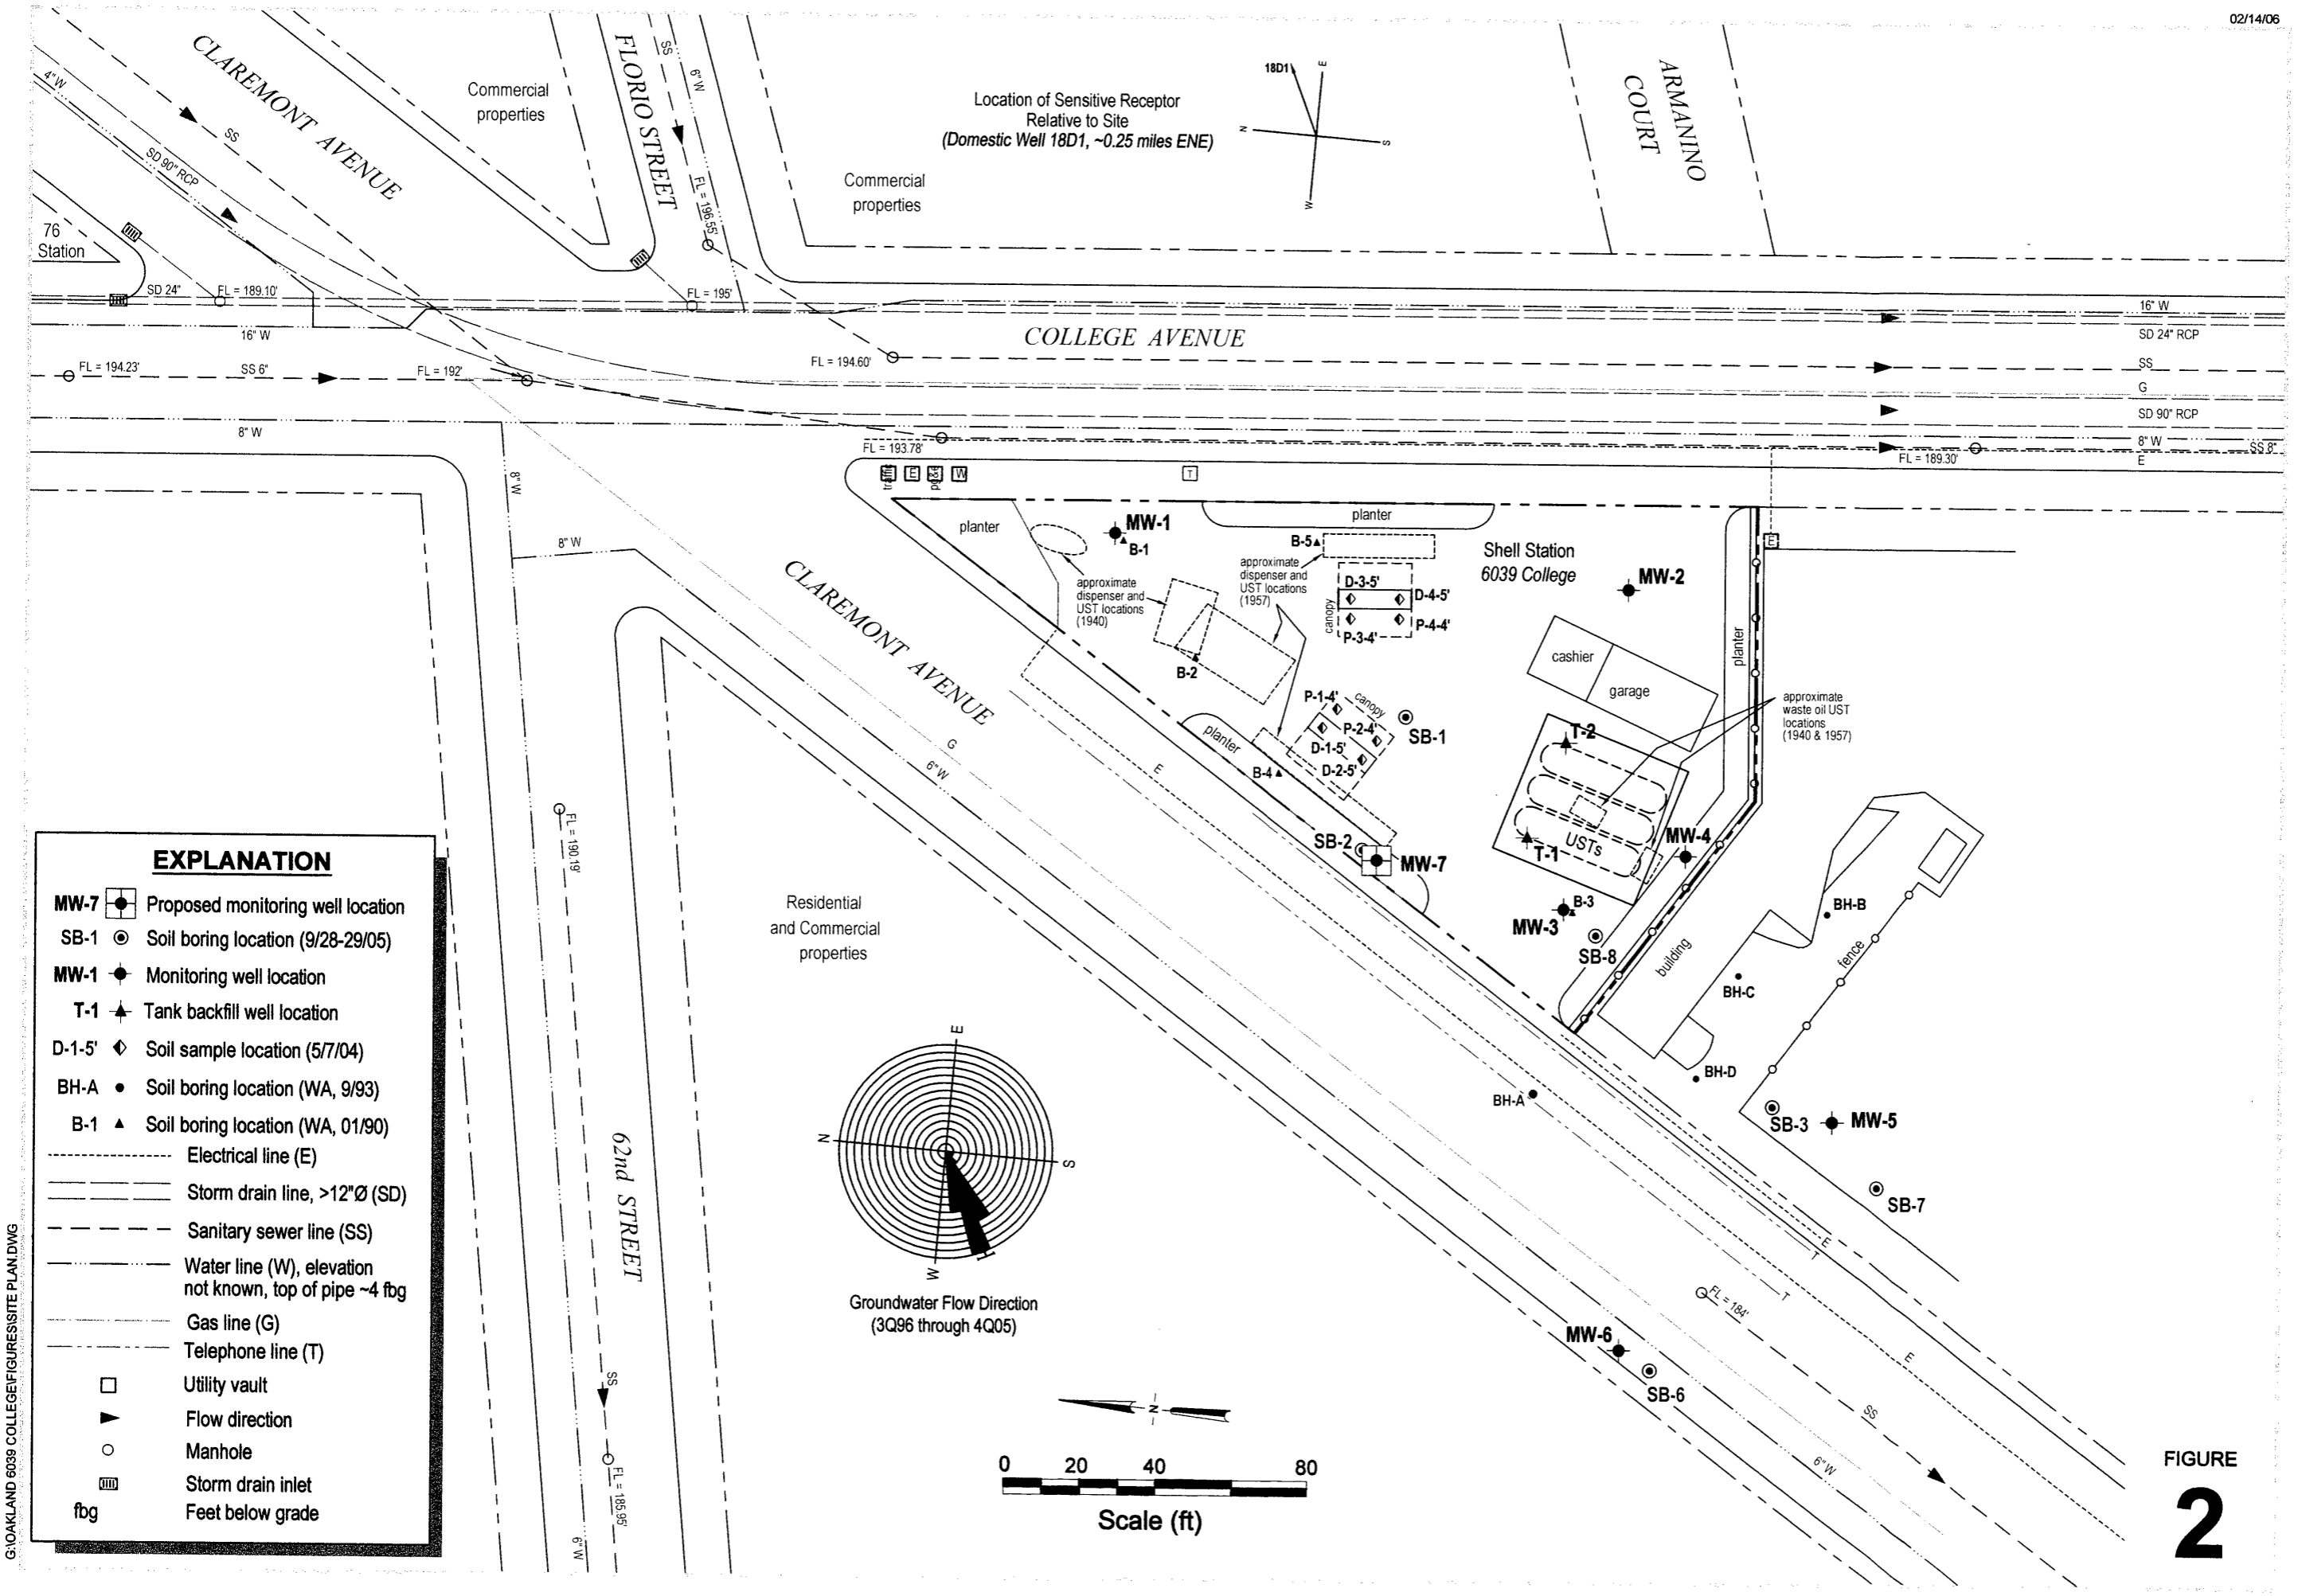 02/14/06
CLAREMONT AVENUE
4" W
SS
SD 90" RCP
Commercial
properties
FLORIO STREET
SS
6" W
FL = 196.55'
Commercial
properties
Location of Sensitive Receptor
Relative to Site
(Domestic Well 18D1, ~0.25 miles ENE)
18D1
E
N
S
W
ARMANINO
COURT
76
Station
SD 24"
FL = 189.10'
FL = 195'
16" W
16" W
SD 24" RCP
COLLEGE AVENUE
FL = 194.23'
SS 6"
FL = 192'
FL = 194.60'
SS
G
SD 90" RCP
8" W
8" W
SS 8"
E
FL = 193.78'
FL = 189.30'
traffic
E
pg&e
W
T
8" W
8" W
planter
MW-1
B-1
planter
B-5
Shell Station
6039 College
MW-2
E
approximate
dispenser and
UST locations
(1940)
approximate
dispenser and
UST locations
(1957)
D-3-5'
D-4-5'
canopy
P-3-4'
P-4-4'
B-2
cashier
garage
planter
CLAREMONT AVENUE
G
6" W
E
planter
P-1-4'
canopy
P-2-4'
D-1-5'
D-2-5'
SB-1
B-4
T-2
approximate
waste oil UST
locations
(1940 & 1957)
SB-2
MW-7
T-1
USTs
MW-4
B-3
MW-3
SB-8
building
BH-B
BH-C
fence
BH-D
BH-A
SB-3
MW-5
SB-7
FL = 190.19'
Residential
and Commercial
properties
62nd STREET
SS
FL = 185.95'
6" W
E
N
S
W
Groundwater Flow Direction
(3Q96 through 4Q05)
N
0 20 40 80
Scale (ft)
E
T
T
FL = 184'
E
SS
6" W
MW-6
SB-6
EXPLANATION
MW-7 Proposed monitoring well location
SB-1 Soil boring location (9/28-29/05)
MW-1 Monitoring well location
T-1 Tank backfill well location
D-1-5' Soil sample location (5/7/04)
BH-A Soil boring location (WA, 9/93)
B-1 Soil boring location (WA, 01/90)
Electrical line (E)
Storm drain line, >12"Ø (SD)
Sanitary sewer line (SS)
Water line (W), elevation
not known, top of pipe ~4 fbg
Gas line (G)
Telephone line (T)
Utility vault
Flow direction
Manhole
Storm drain inlet
fbg Feet below grade
G:\OAKLAND 6039 COLLEGE\FIGURES\SITE PLAN.DWG
FIGURE
2